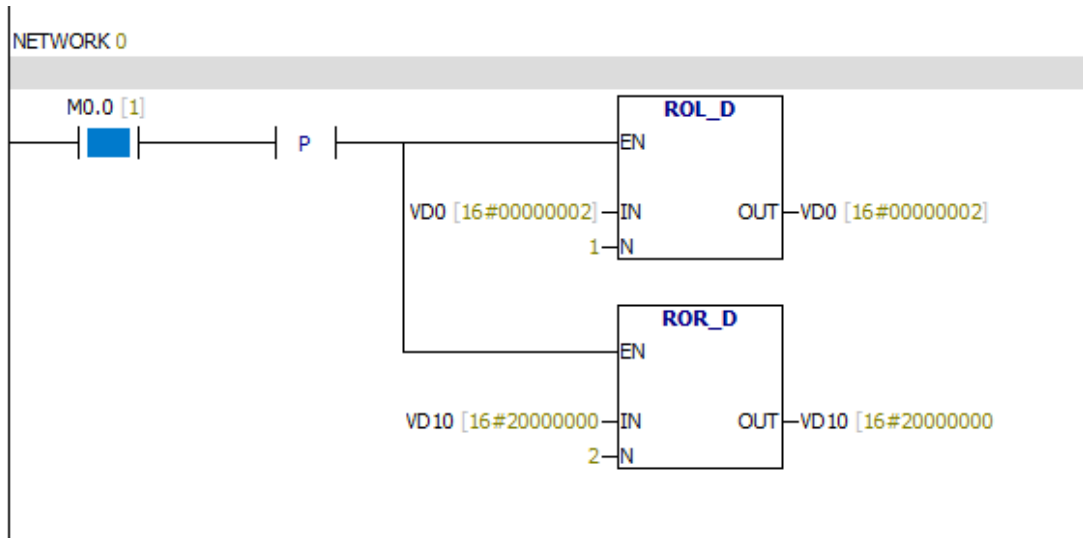 NETWORK 0
M0.0 [1]
P
ROL_D
EN
VD0 [16#00000002] IN OUT VD0 [16#00000002]
1 N
ROR_D
EN
VD10 [16#20000000 IN OUT VD10 [16#20000000
2 N